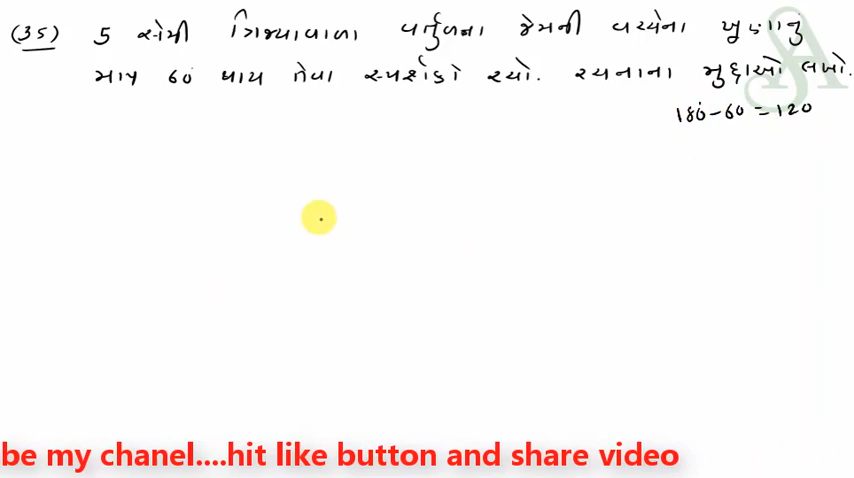 (35) 5 સેમી ત્રિજ્યાવાળા વર્તુળના જેમની વચ્ચેના ખૂણાનું
માપ 60 થાય તેવા સ્પર્શકો રચો. રચનાના મુદ્દાઓ લખો.
180-60 = 120
be my chanel....hit like button and share video